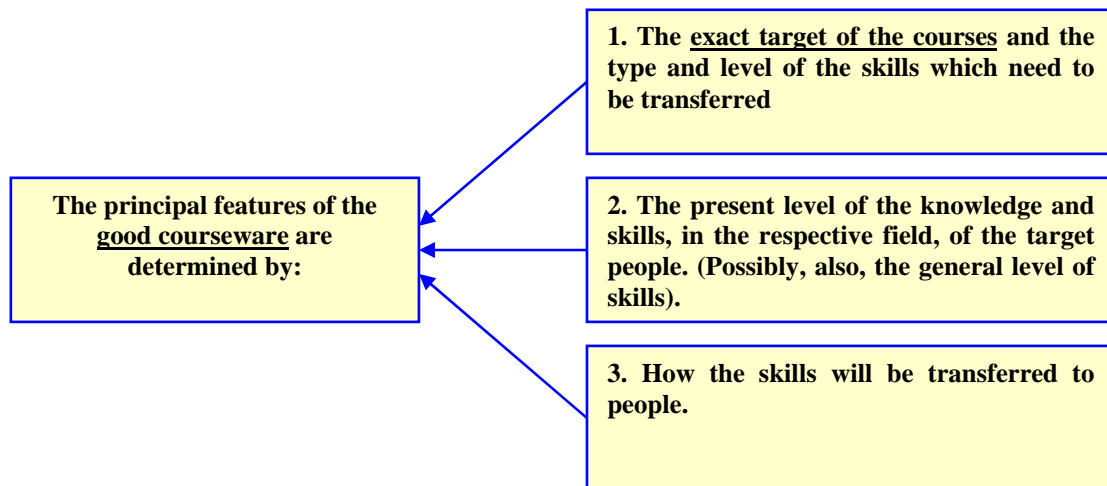 The principal features of the
good courseware are
determined by:
1. The exact target of the courses and the
type and level of the skills which need to
be transferred
2. The present level of the knowledge and
skills, in the respective field, of the target
people. (Possibly, also, the general level of
skills).
3. How the skills will be transferred to
people.